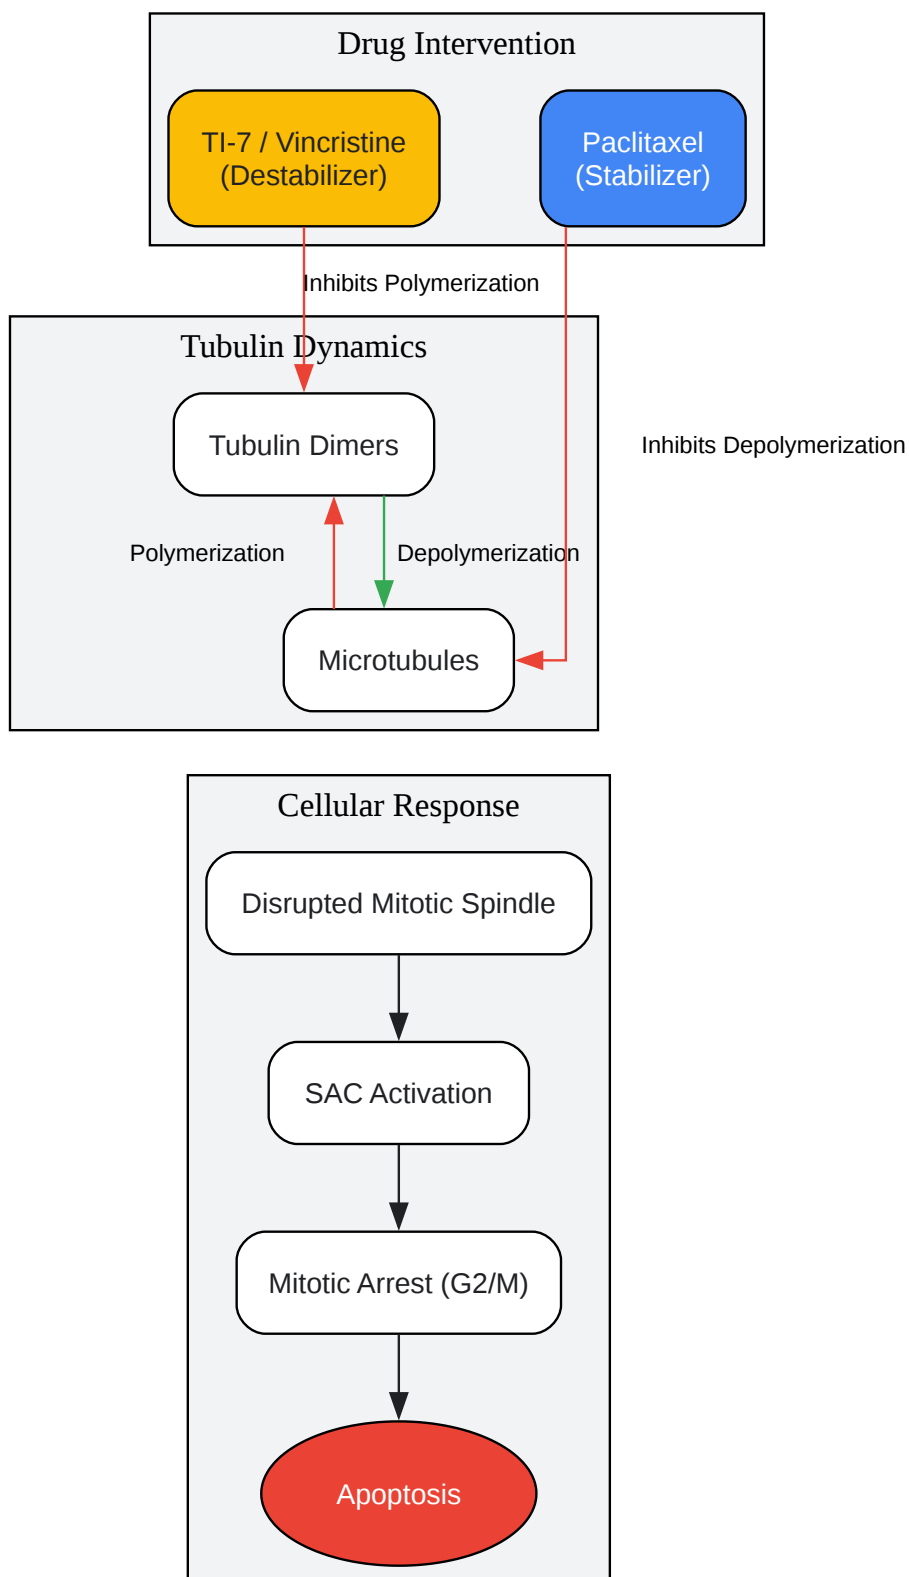 Drug Intervention
TI-7 / Vincristine
(Destabilizer)
Paclitaxel
(Stabilizer)
Inhibits Polymerization
Tubulin Dynamics
Tubulin Dimers
Inhibits Depolymerization
Polymerization
Depolymerization
Microtubules
Cellular Response
Disrupted Mitotic Spindle
SAC Activation
Mitotic Arrest (G2/M)
Apoptosis